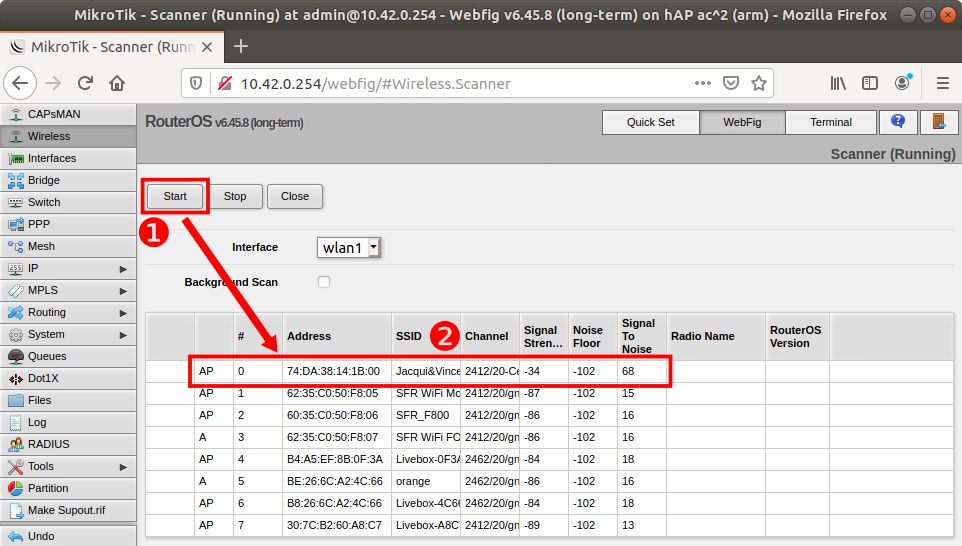 MikroTik - Scanner (Running) at admin@10.42.0.254 - Webfig v6.45.8 (long-term) on hAP ac^2 (arm) - Mozilla Firefox
MikroTik - Scanner (Runn
10.42.0.254/webfig/#Wireless.Scanner
CAPsMAN
Wireless
Interfaces
Bridge
Switch
PPP
Mesh
IP
MPLS
Routing
System
Queues
Dot1X
Files
Log
RADIUS
Tools
Partition
Make Supout.rif
Undo
RouterOS v6.45.8 (long-term)
Quick Set WebFig Terminal
Scanner (Running)
Start Stop Close
1
Interface wlan1
Background Scan
# Address SSID 2 Channel Signal Stren... Noise Floor Signal To Noise Radio Name RouterOS Version
AP 0 74:DA:38:14:1B:00 Jacqui&Vince 2412/20-Ce -34 -102 68
AP 1 62:35:C0:50:F8:05 SFR WiFi Mo 2412/20/gn -87 -102 15
AP 2 60:35:C0:50:F8:06 SFR_F800 2412/20/gn -86 -102 16
A 3 62:35:C0:50:F8:07 SFR WiFi FO 2412/20/gn -86 -102 16
AP 4 B4:A5:EF:8B:0F:3A Livebox-0F3A 2462/20/gn -84 -102 18
A 5 BE:26:6C:A2:4C:66 orange 2462/20/gn -86 -102 16
AP 6 B8:26:6C:A2:4C:66 Livebox-4C66 2462/20/gn -84 -102 18
AP 7 30:7C:B2:60:A8:C7 Livebox-A8C 2412/20/gn -89 -102 13